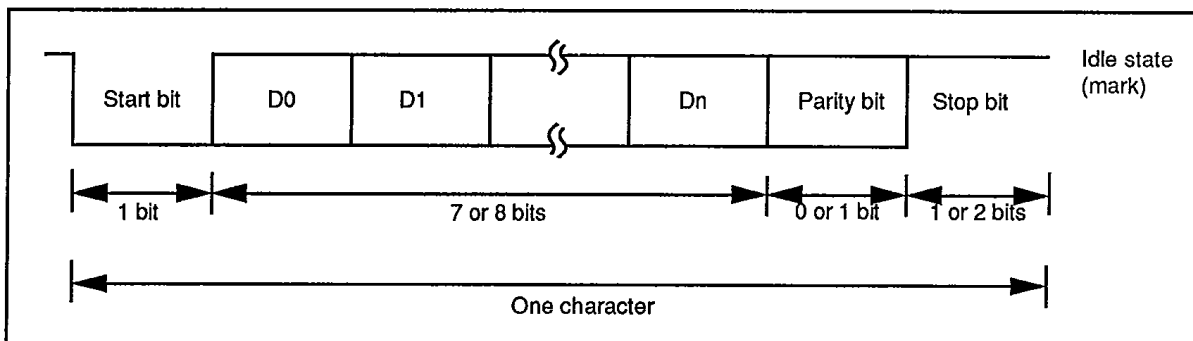 Idle state
(mark)
Start bit D0 D1 Dn Parity bit Stop bit
1 bit 7 or 8 bits 0 or 1 bit 1 or 2 bits
One character